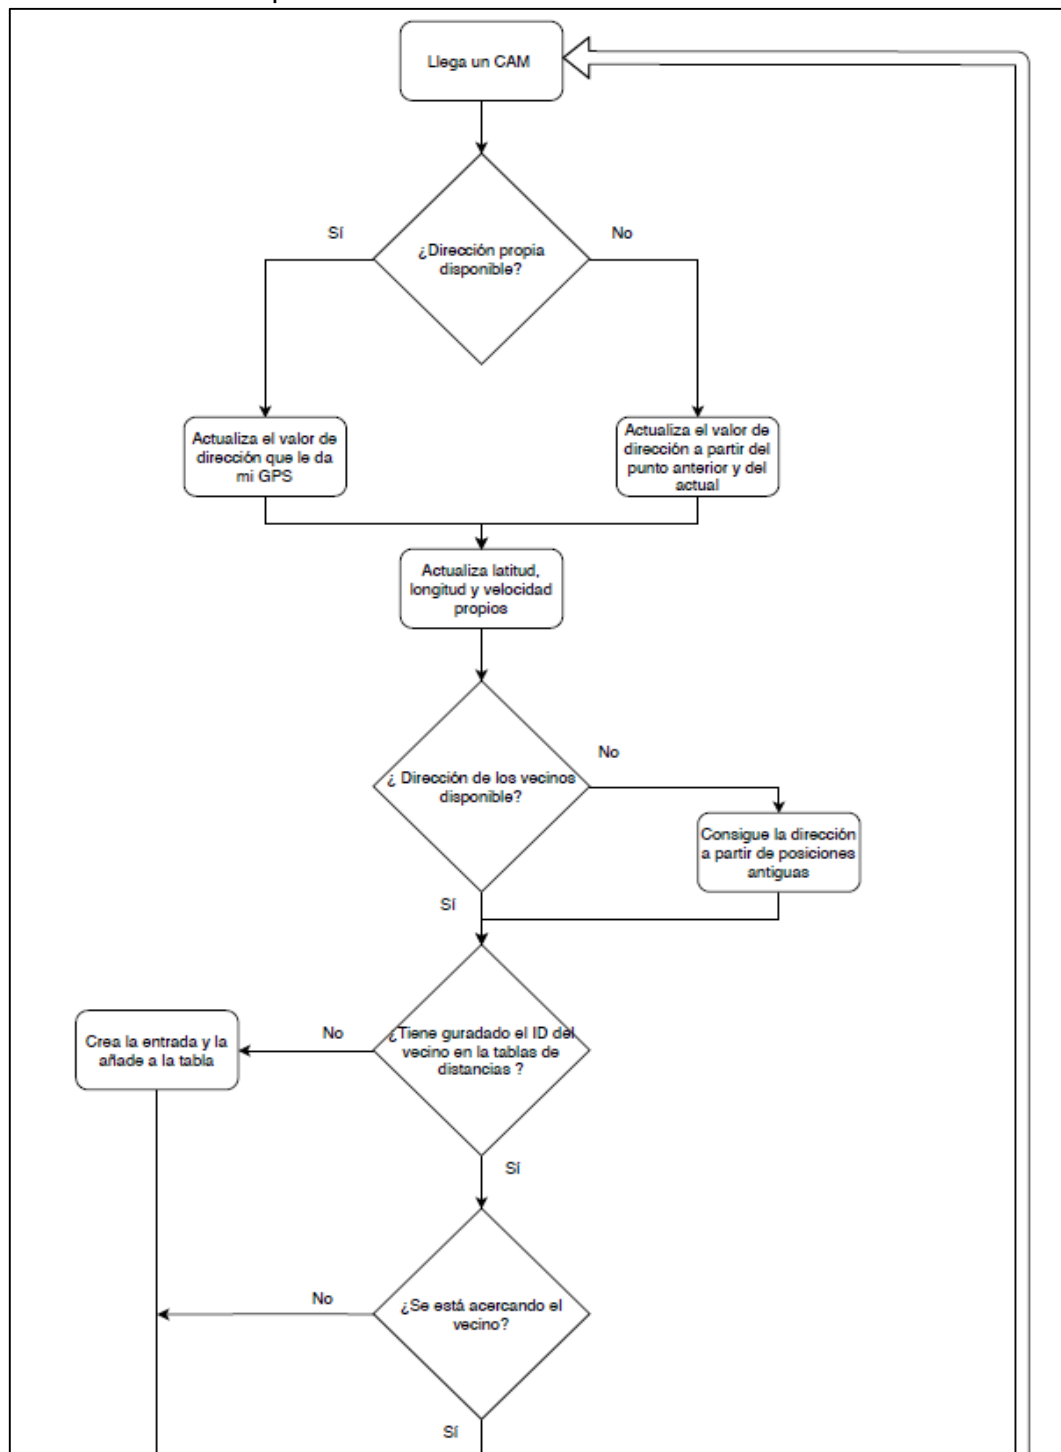 Llega un CAM
¿Dirección propia
disponible?
Sí
No
Actualiza el valor de
dirección que le da
mi GPS
Actualiza el valor de
dirección a partir del
punto anterior y del
actual
Actualiza latitud,
longitud y velocidad
propios
¿ Dirección de los vecinos
disponible?
No
Consigue la dirección
a partir de posiciones
antiguas
Sí
¿Tiene guradado el ID del
vecino en la tablas de
distancias ?
No
Crea la entrada y la
añade a la tabla
Sí
¿Se está acercando el
vecino?
No
Sí